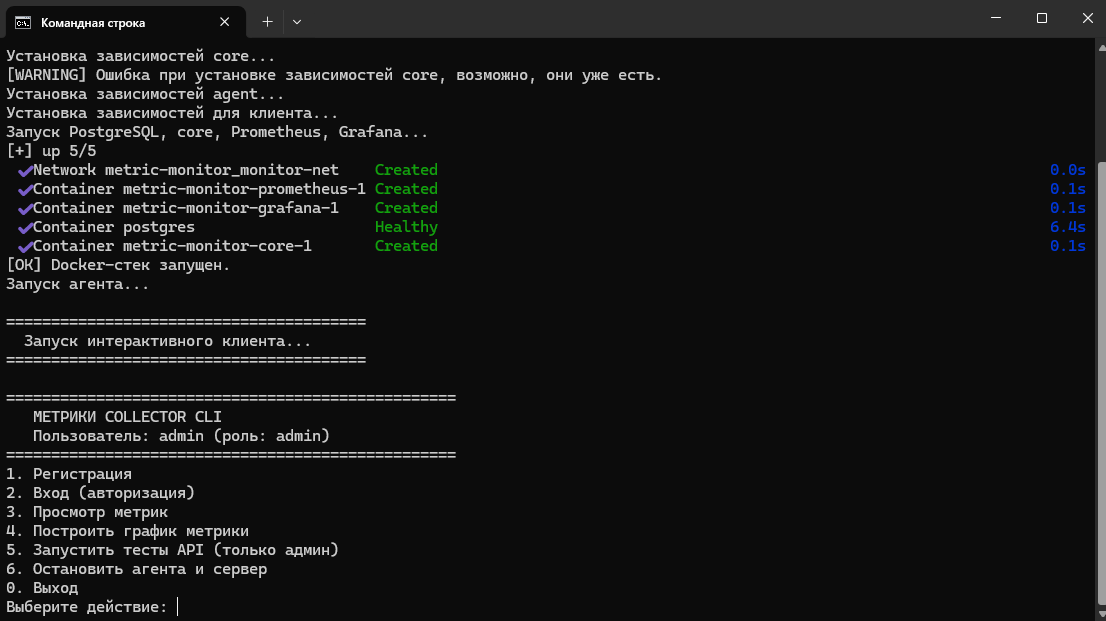 Командная строка
Установка зависимостей core...
[WARNING] Ошибка при установке зависимостей core, возможно, они уже есть.
Установка зависимостей agent...
Установка зависимостей для клиента...
Запуск PostgreSQL, core, Prometheus, Grafana...
[+] up 5/5
✔Network metric-monitor_monitor-net Created 0.0s
✔Container metric-monitor-prometheus-1 Created 0.1s
✔Container metric-monitor-grafana-1 Created 0.1s
✔Container postgres Healthy 6.4s
✔Container metric-monitor-core-1 Created 0.1s
[OK] Docker-стек запущен.
Запуск агента...
========================================
Запуск интерактивного клиента...
========================================
==================================================
МЕТРИКИ COLLECTOR CLI
Пользователь: admin (роль: admin)
==================================================
1. Регистрация
2. Вход (авторизация)
3. Просмотр метрик
4. Построить график метрики
5. Запустить тесты API (только админ)
6. Остановить агента и сервер
0. Выход
Выберите действие: